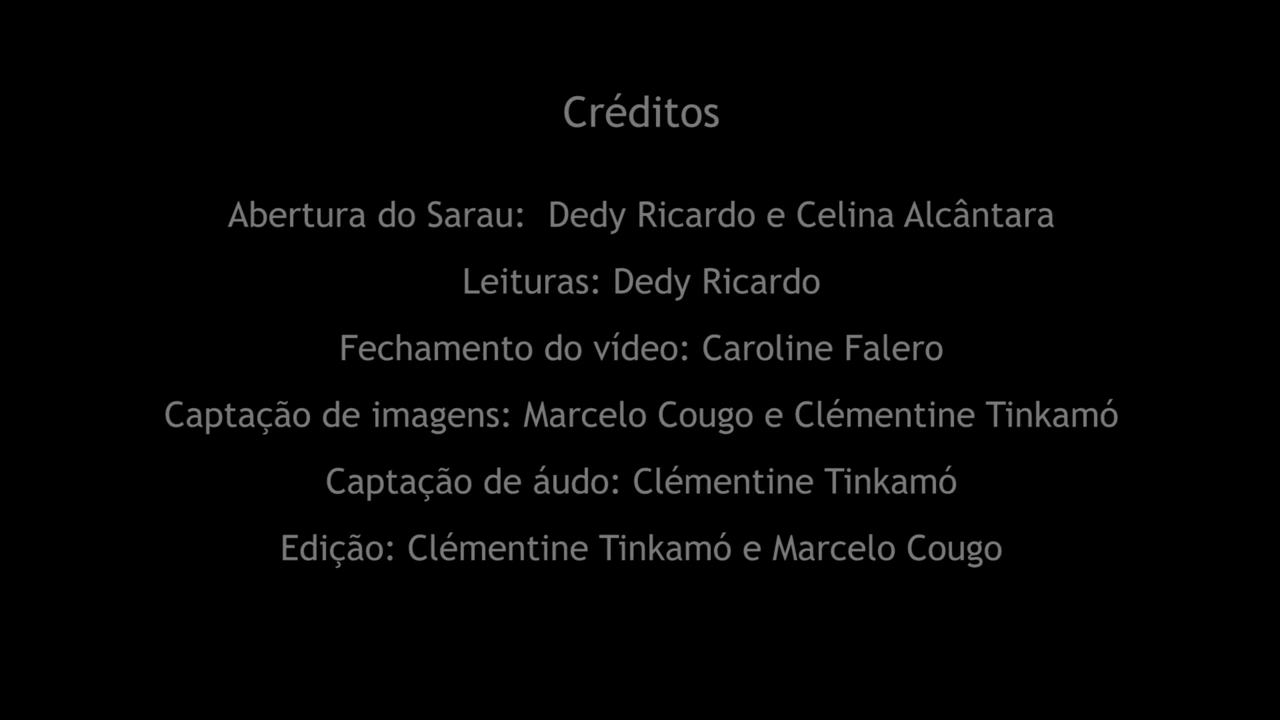 Créditos
Abertura do Sarau:  Dedy Ricardo e Celina Alcântara
Leituras: Dedy Ricardo
Fechamento do vídeo: Caroline Falero
Captação de imagens: Marcelo Cougo e Clémentine Tinkamó
Captação de áudo: Clémentine Tinkamó
Edição: Clémentine Tinkamó e Marcelo Cougo